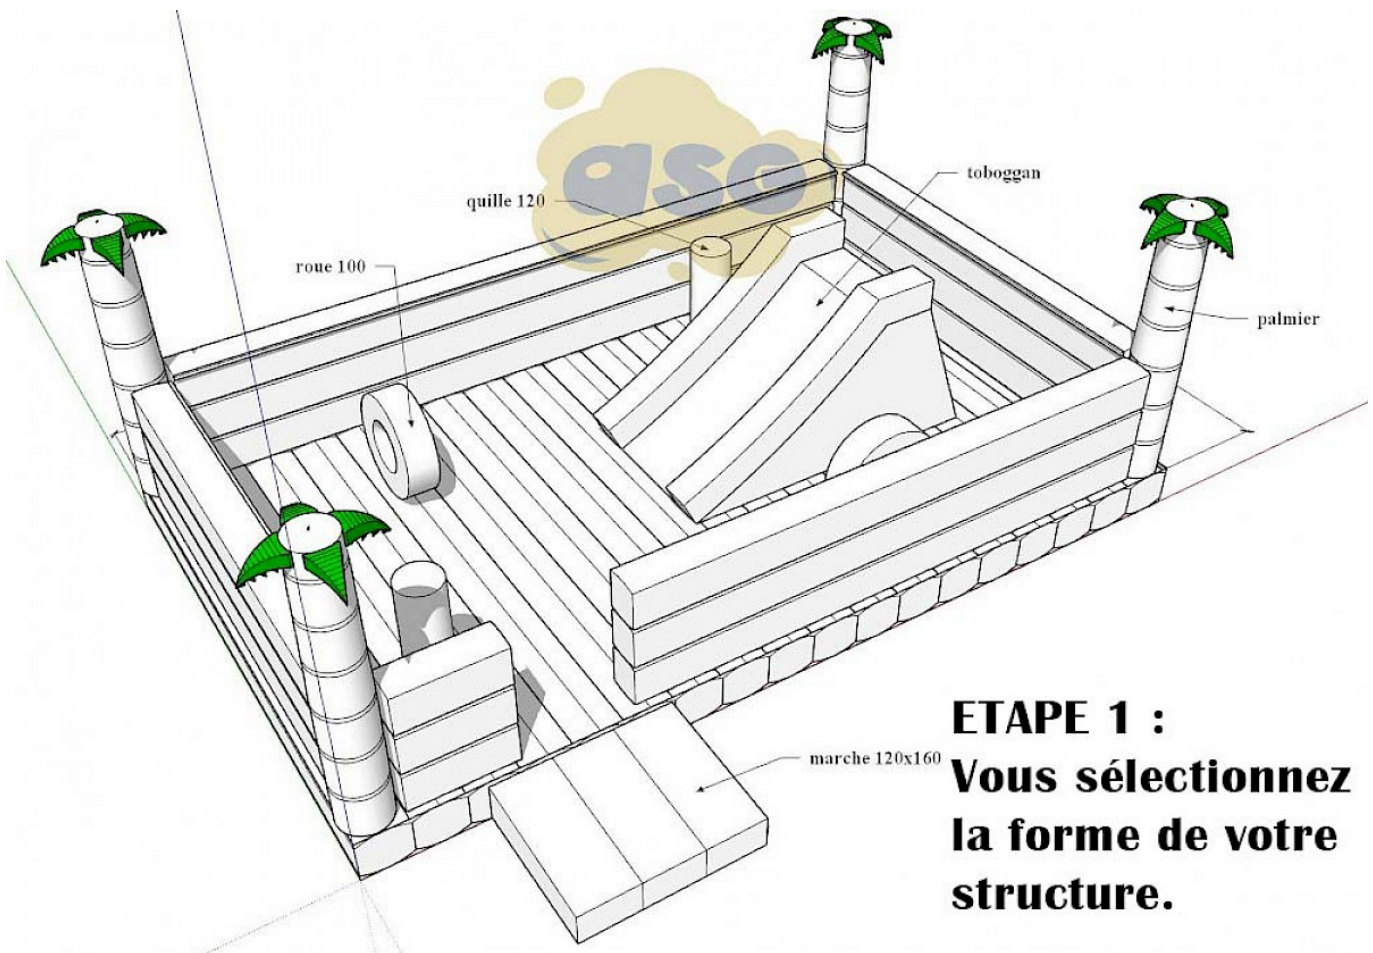 aso
toboggan
quille 120
roue 100
palmier
marche 120x160
ETAPE 1 :
Vous sélectionnez
la forme de votre
structure.